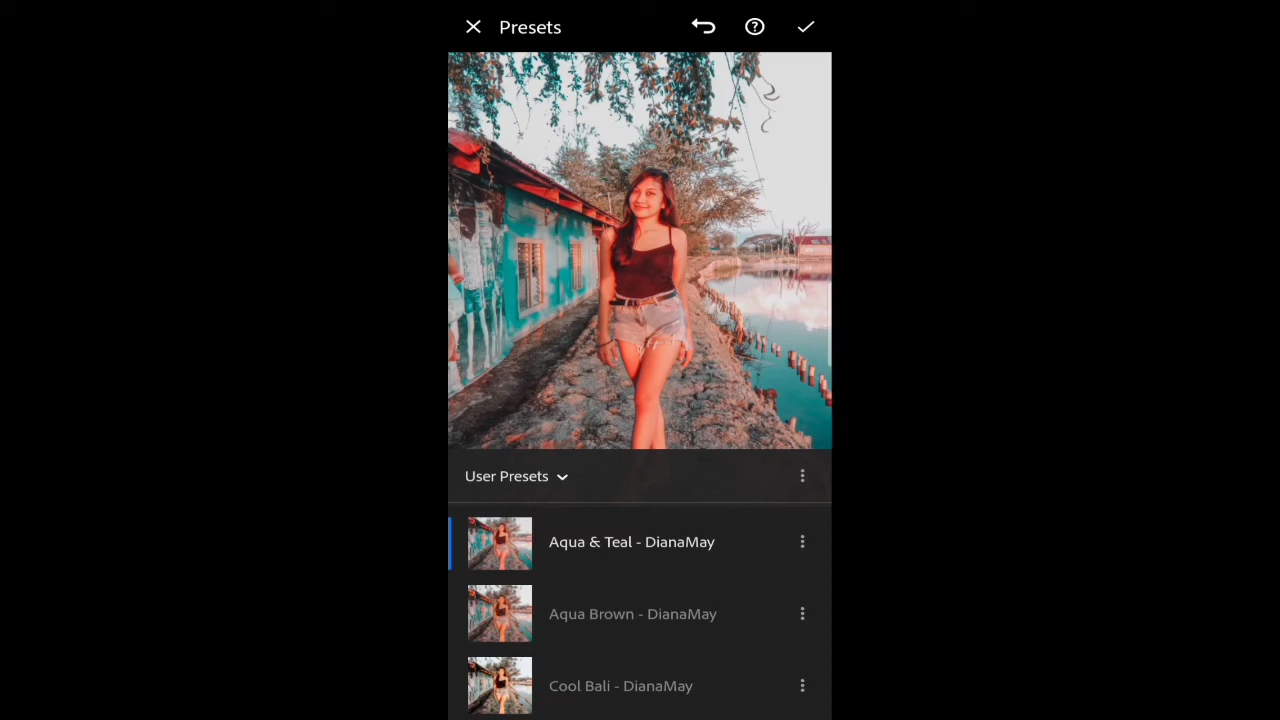 Presets
User Presets
Aqua & Teal - DianaMay
Aqua Brown - DianaMay
Cool Bali - DianaMay